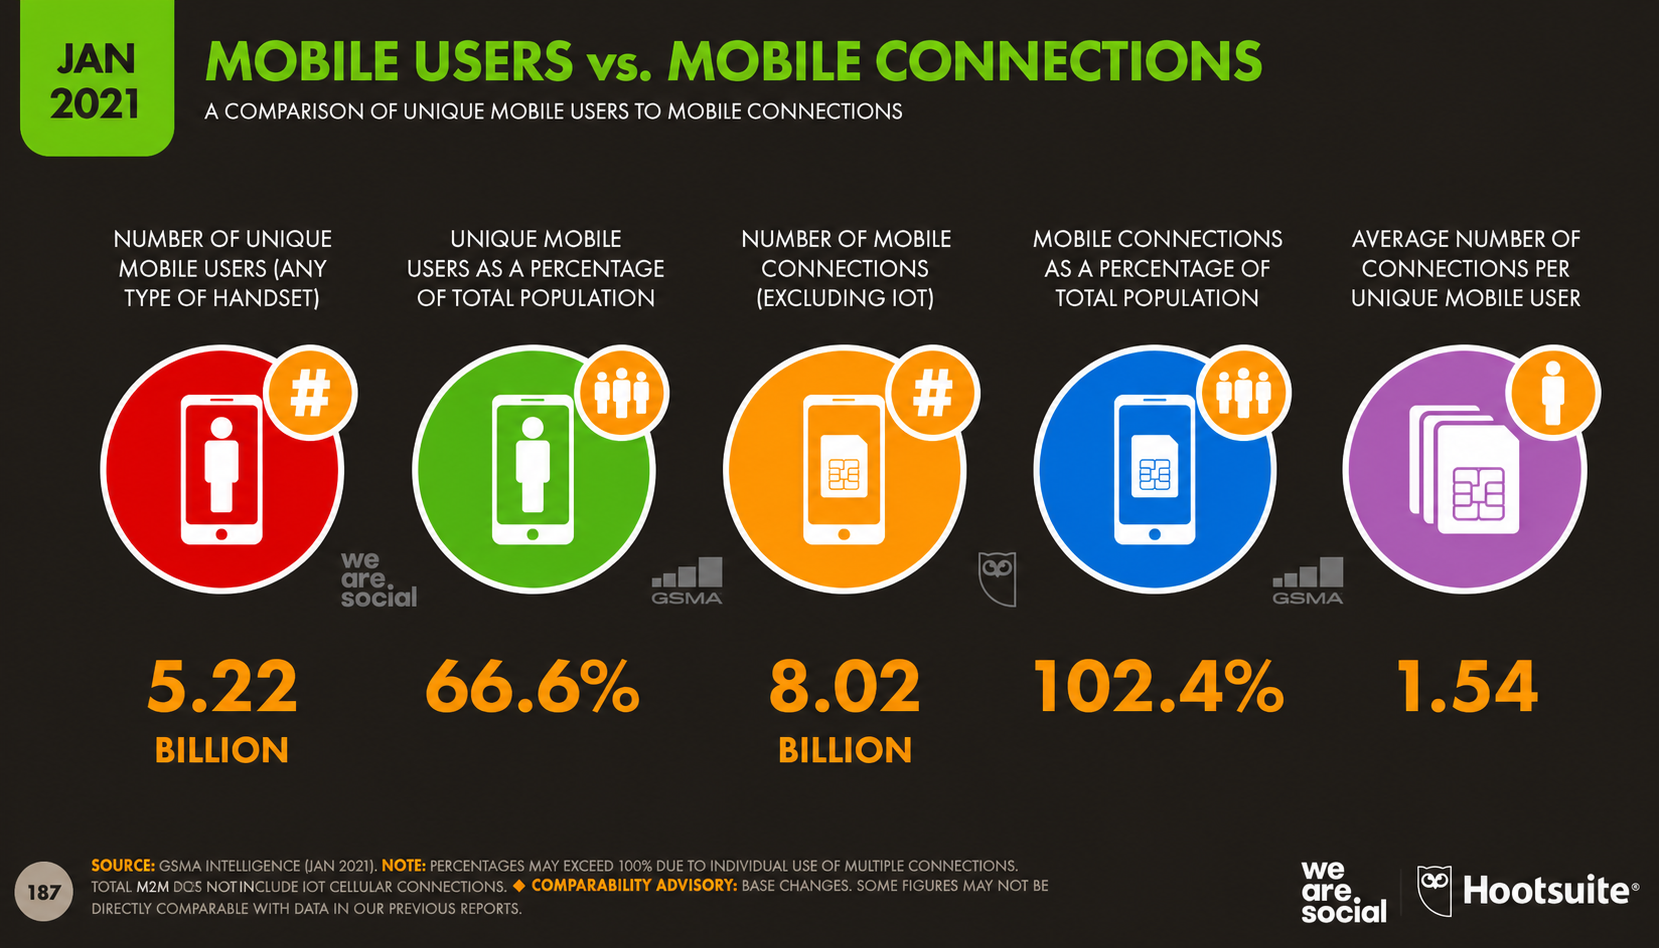 JAN
2021
MOBILE USERS vs. MOBILE CONNECTIONS
A COMPARISON OF UNIQUE MOBILE USERS TO MOBILE CONNECTIONS
NUMBER OF UNIQUE
MOBILE USERS (ANY
TYPE OF HANDSET)
UNIQUE MOBILE
USERS AS A PERCENTAGE
OF TOTAL POPULATION
NUMBER OF MOBILE
CONNECTIONS
(EXCLUDING IOT)
MOBILE CONNECTIONS
AS A PERCENTAGE OF
TOTAL POPULATION
AVERAGE NUMBER OF
CONNECTIONS PER
UNIQUE MOBILE USER
#
#
we
are.
social
GSMA
GSMA
5.22
BILLION
66.6%
8.02
BILLION
102.4%
1.54
187
SOURCE: GSMA INTELLIGENCE (JAN 2021). NOTE: PERCENTAGES MAY EXCEED 100% DUE TO INDIVIDUAL USE OF MULTIPLE CONNECTIONS.
TOTAL M2M NOT INCLUDE IOT CELLULAR CONNECTIONS. ◆ COMPARABILITY ADVISORY: BASE CHANGES. SOME FIGURES MAY NOT BE
DIRECTLY COMPARABLE WITH DATA IN OUR PREVIOUS REPORTS.
we
are.
social
Hootsuite®